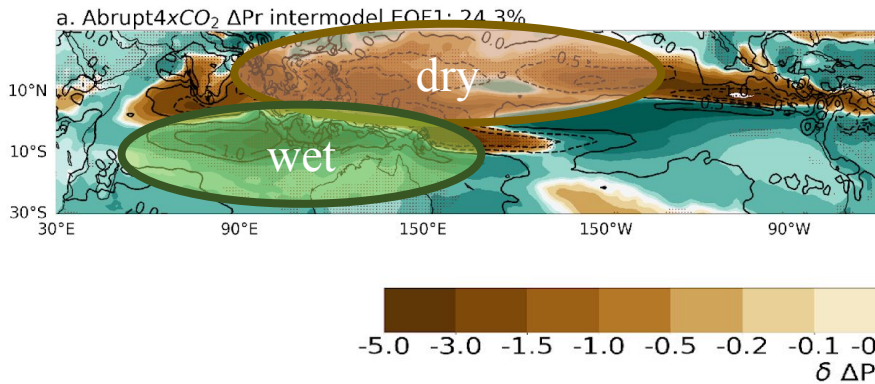 a. Abrupt4xCO₂ ΔPr intermodel EOF1: 24.3%
dry
wet
10°N
10°S
30°S
30°E 90°E 150°E 150°W 90°W
-5.0 -3.0 -1.5 -1.0 -0.5 -0.2 -0.1 -0
δ ΔP